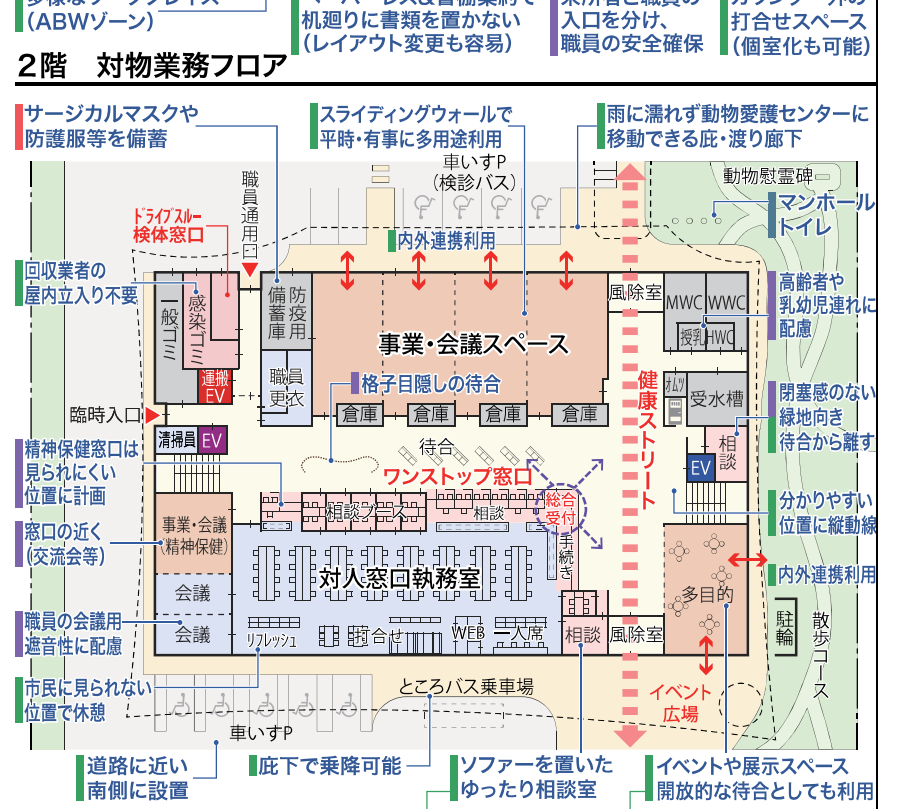 (ABWゾーン)
机廻りに書類を置かない
(レイアウト変更も容易)
入口を分け、
職員の安全確保
打合せスペース
(個室化も可能)
2階 対物業務フロア
サージカルマスクや
防護服等を備蓄
スライディングウォールで
平時・有事に多用途利用
雨に濡れず動物愛護センターに
移動できる庇・渡り廊下
車いすP
(検診バス)
動物慰霊碑
マンホール
トイレ
職員通用口
ドライブスルー
検体窓口
内外連携利用
回収業者の
屋内立入り不要
一般ゴミ
感染ゴミ
防疫用
備蓄庫
風除室
MWC
WWC
授乳
HWC
高齢者や
乳幼児連れに
配慮
事業・会議スペース
運搬
EV
職員
更衣
格子目隠しの待合
健康ストリート
オムツ
受水槽
閉塞感のない
緑地向き
待合から離す
臨時入口
倉庫
倉庫
倉庫
倉庫
清掃員
EV
待合
相談
EV
精神保健窓口は
見られにくい
位置に計画
ワンストップ窓口
相談ブース
相談
総合
受付
分かりやすい
位置に縦動線
窓口の近く
(交流会等)
事業・会議
(精神保健)
手続き
内外連携利用
対人窓口執務室
会議
多目的
職員の会議用
遮音性に配慮
会議
リフレッシュ
打合せ
WEB
一人席
相談
風除室
駐輪
散歩コース
市民に見られない
位置で休憩
ところバス乗車場
イベント
広場
車いすP
道路に近い
南側に設置
庇下で乗降可能
ソファーを置いた
ゆったり相談室
イベントや展示スペース
開放的な待合としても利用